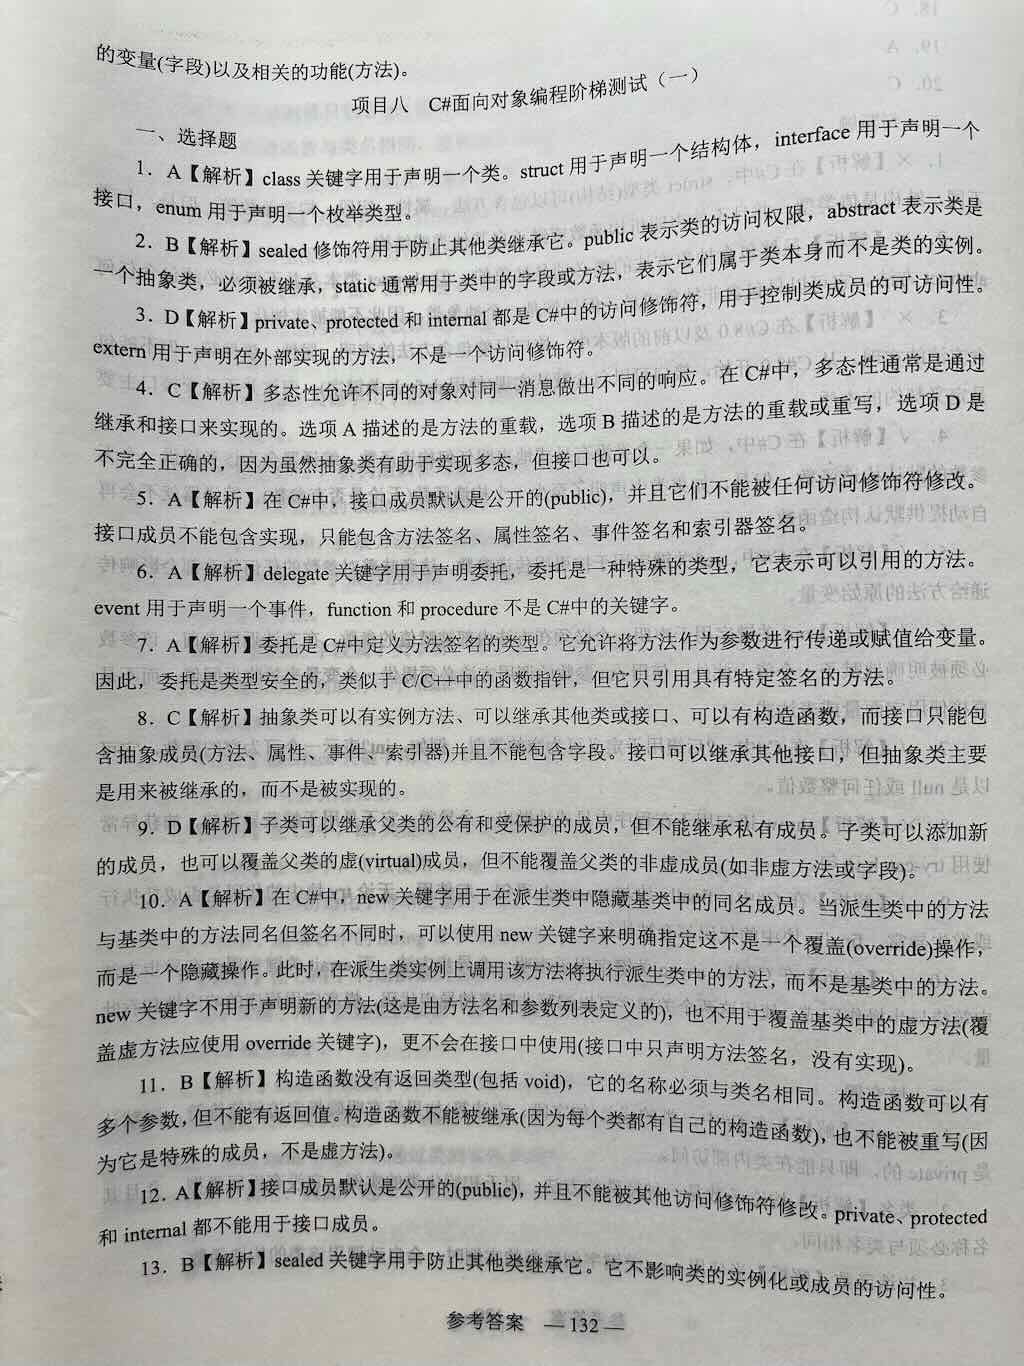 的变量(字段)以及相关的功能(方法)。
项目八 C#面向对象编程阶梯测试（一）
一、选择题
1．A【解析】class 关键字用于声明一个类。struct 用于声明一个结构体，interface 用于声明一个
接口，enum 用于声明一个枚举类型。
2．B【解析】sealed 修饰符用于防止其他类继承它。public 表示类的访问权限，abstract 表示类是
一个抽象类，必须被继承，static 通常用于类中的字段或方法，表示它们属于类本身而不是类的实例。
3．D【解析】private、protected 和 internal 都是 C#中的访问修饰符，用于控制类成员的可访问性。
extern 用于声明在外部实现的方法，不是一个访问修饰符。
4．C【解析】多态性允许不同的对象对同一消息做出不同的响应。在 C#中，多态性通常是通过
继承和接口来实现的。选项 A 描述的是方法的重载，选项 B 描述的是方法的重载或重写，选项 D 是
不完全正确的，因为虽然抽象类有助于实现多态，但接口也可以。
5．A【解析】在 C#中，接口成员默认是公开的(public)，并且它们不能被任何访问修饰符修改。
接口成员不能包含实现，只能包含方法签名、属性签名、事件签名和索引器签名。
6．A【解析】delegate 关键字用于声明委托，委托是一种特殊的类型，它表示可以引用的方法。
event 用于声明一个事件，function 和 procedure 不是 C#中的关键字。
7．A【解析】委托是 C#中定义方法签名的类型。它允许将方法作为参数进行传递或赋值给变量。
因此，委托是类型安全的，类似于 C/C++中的函数指针，但它只引用具有特定签名的方法。
8．C【解析】抽象类可以有实例方法、可以继承其他类或接口、可以有构造函数，而接口只能包
含抽象成员(方法、属性、事件、索引器)并且不能包含字段。接口可以继承其他接口，但抽象类主要
是用来被继承的，而不是被实现的。
9．D【解析】子类可以继承父类的公有和受保护的成员，但不能继承私有成员。子类可以添加新
的成员，也可以覆盖父类的虚(virtual)成员，但不能覆盖父类的非虚成员(如非虚方法或字段)。
10．A【解析】在 C#中，new 关键字用于在派生类中隐藏基类中的同名成员。当派生类中的方法
与基类中的方法同名但签名不同时，可以使用 new 关键字来明确指定这不是一个覆盖(override)操作，
而是一个隐藏操作。此时，在派生类实例上调用该方法将执行派生类中的方法，而不是基类中的方法。
new 关键字不用于声明新的方法(这是由方法名和参数列表定义的)，也不用于覆盖基类中的虚方法(覆
盖虚方法应使用 override 关键字)，更不会在接口中使用(接口中只声明方法签名，没有实现)。
11．B【解析】构造函数没有返回类型(包括 void)，它的名称必须与类名相同。构造函数可以有
多个参数，但不能有返回值。构造函数不能被继承(因为每个类都有自己的构造函数)，也不能被重写(因
为它是特殊的成员，不是虚方法)。
12．A【解析】接口成员默认是公开的(public)，并且不能被其他访问修饰符修改。private、protected
和 internal 都不能用于接口成员。
13．B【解析】sealed 关键字用于防止其他类继承它。它不影响类的实例化或成员的访问性。
参考答案 —132—